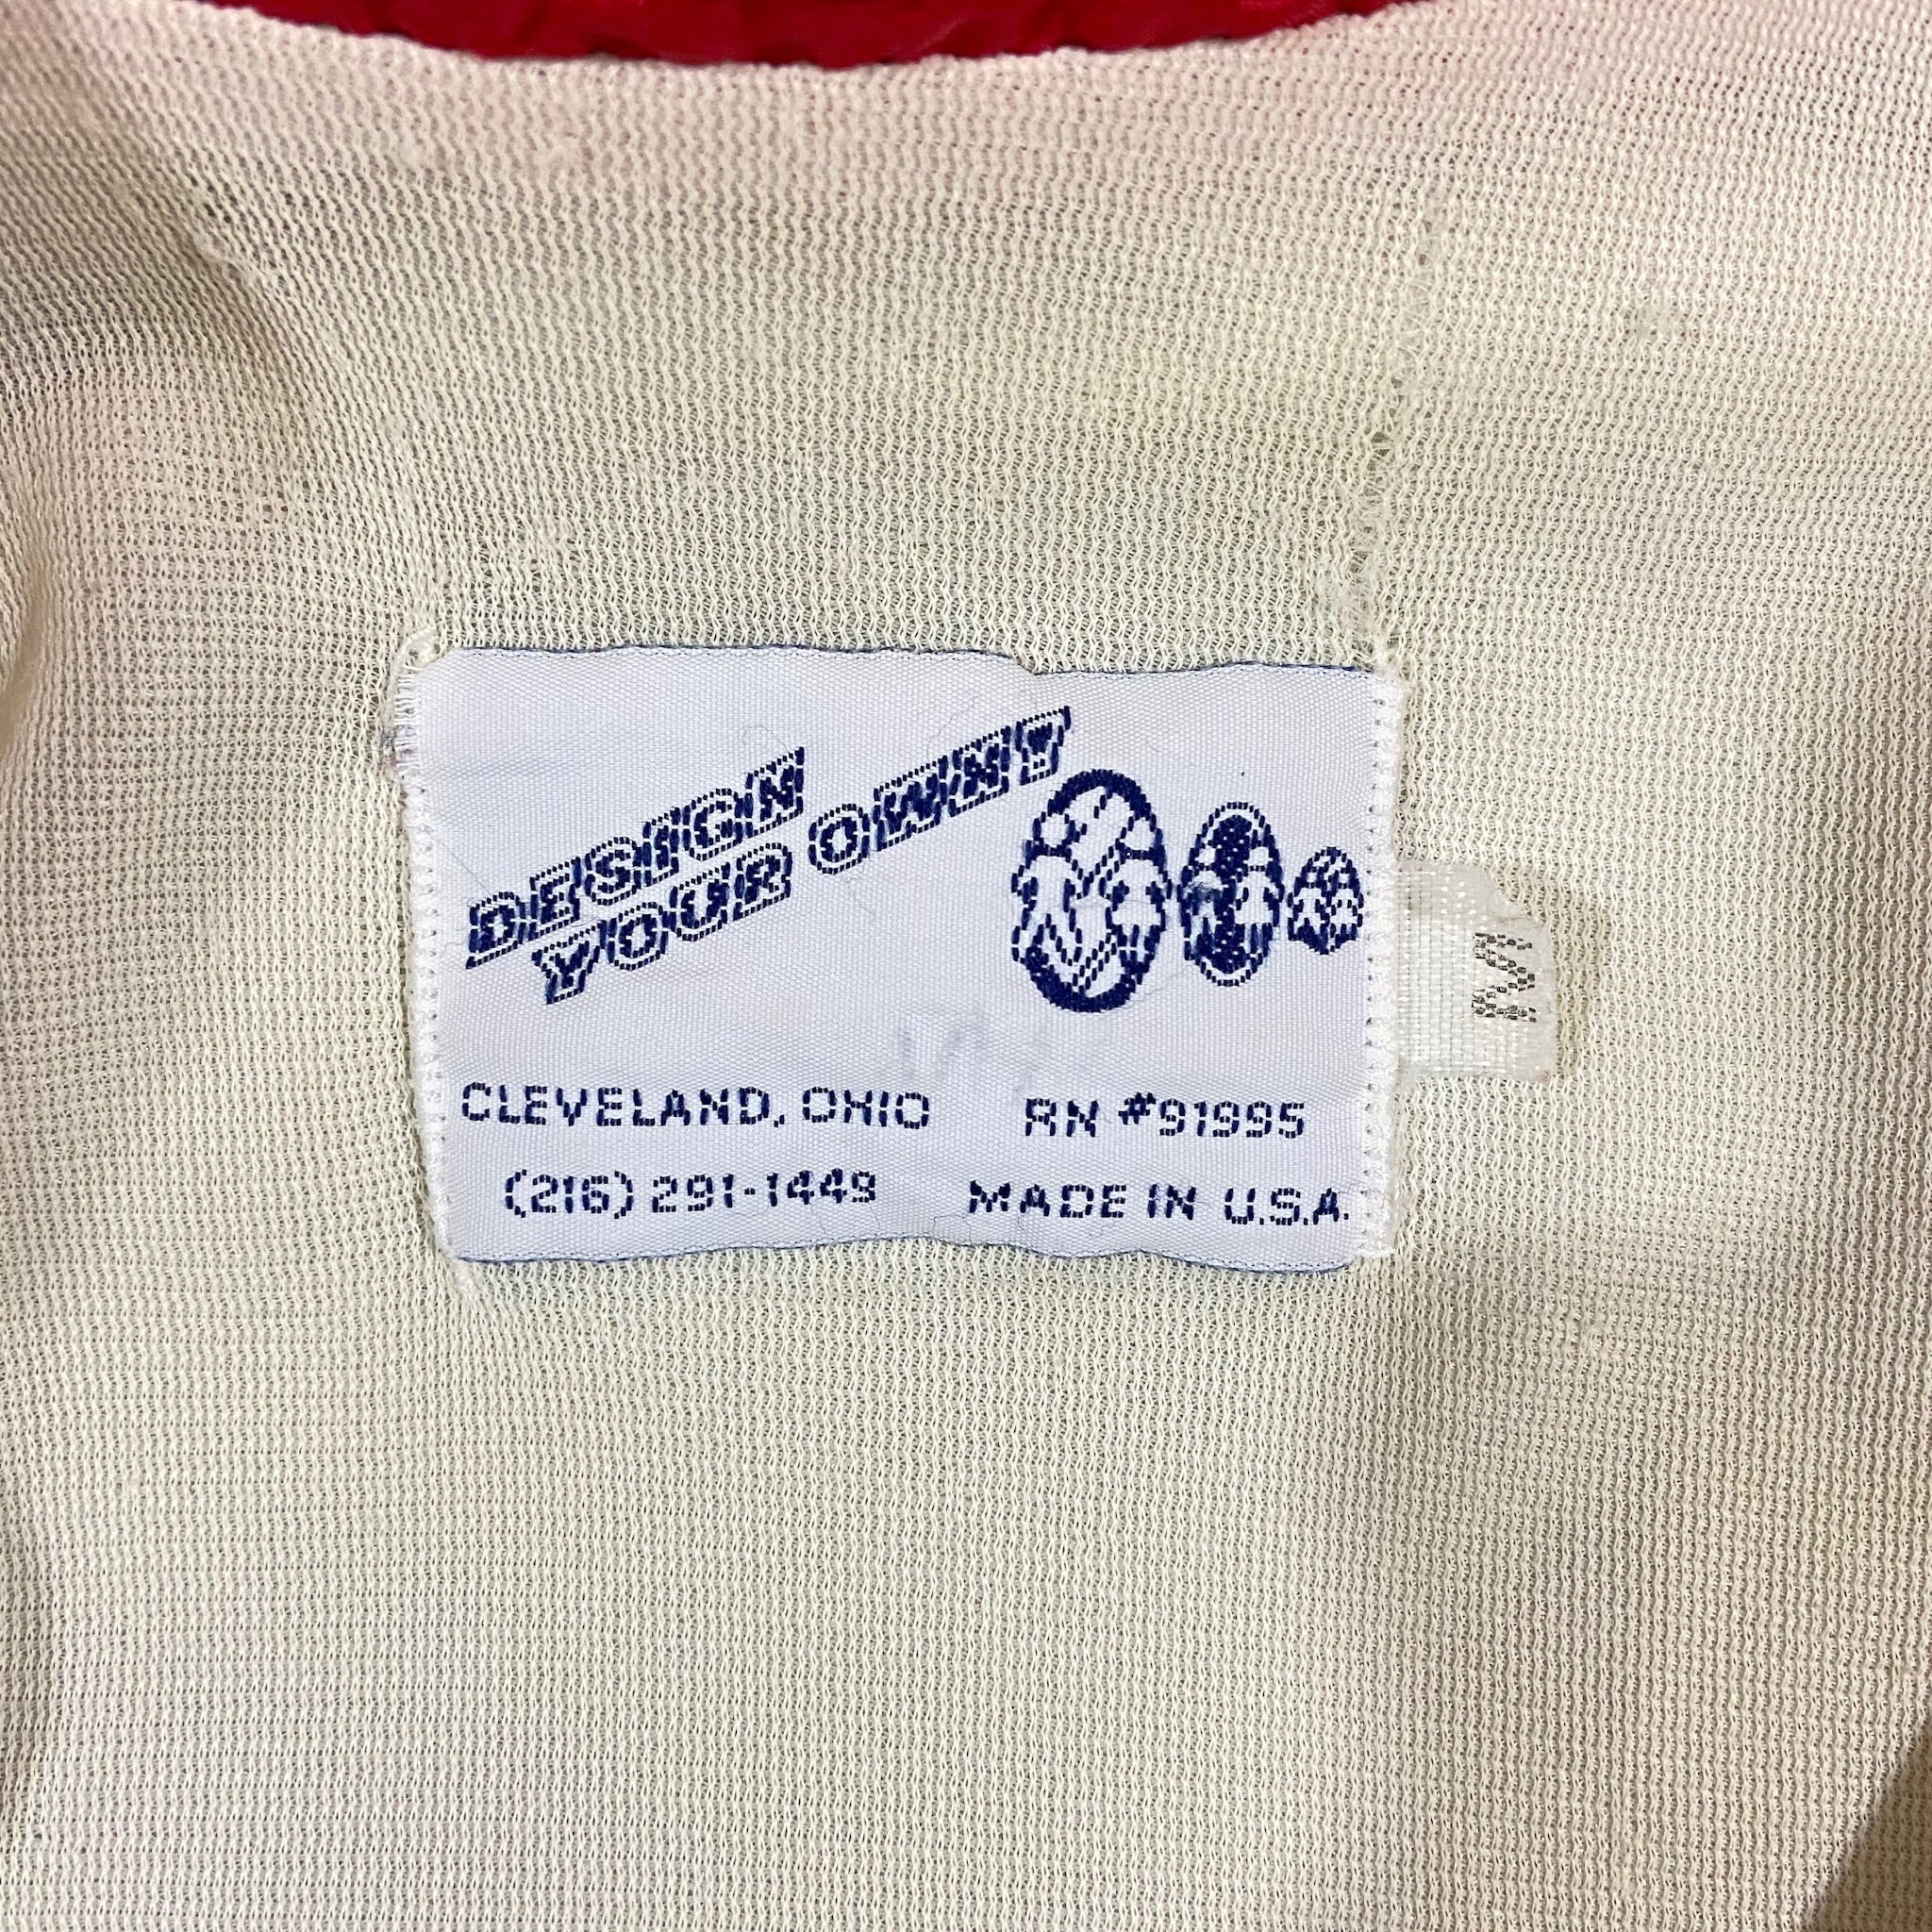 DESIGN
YOUR OWN!
M
CLEVELAND, OHIO RN #91995
(216) 291-1449 MADE IN U.S.A.